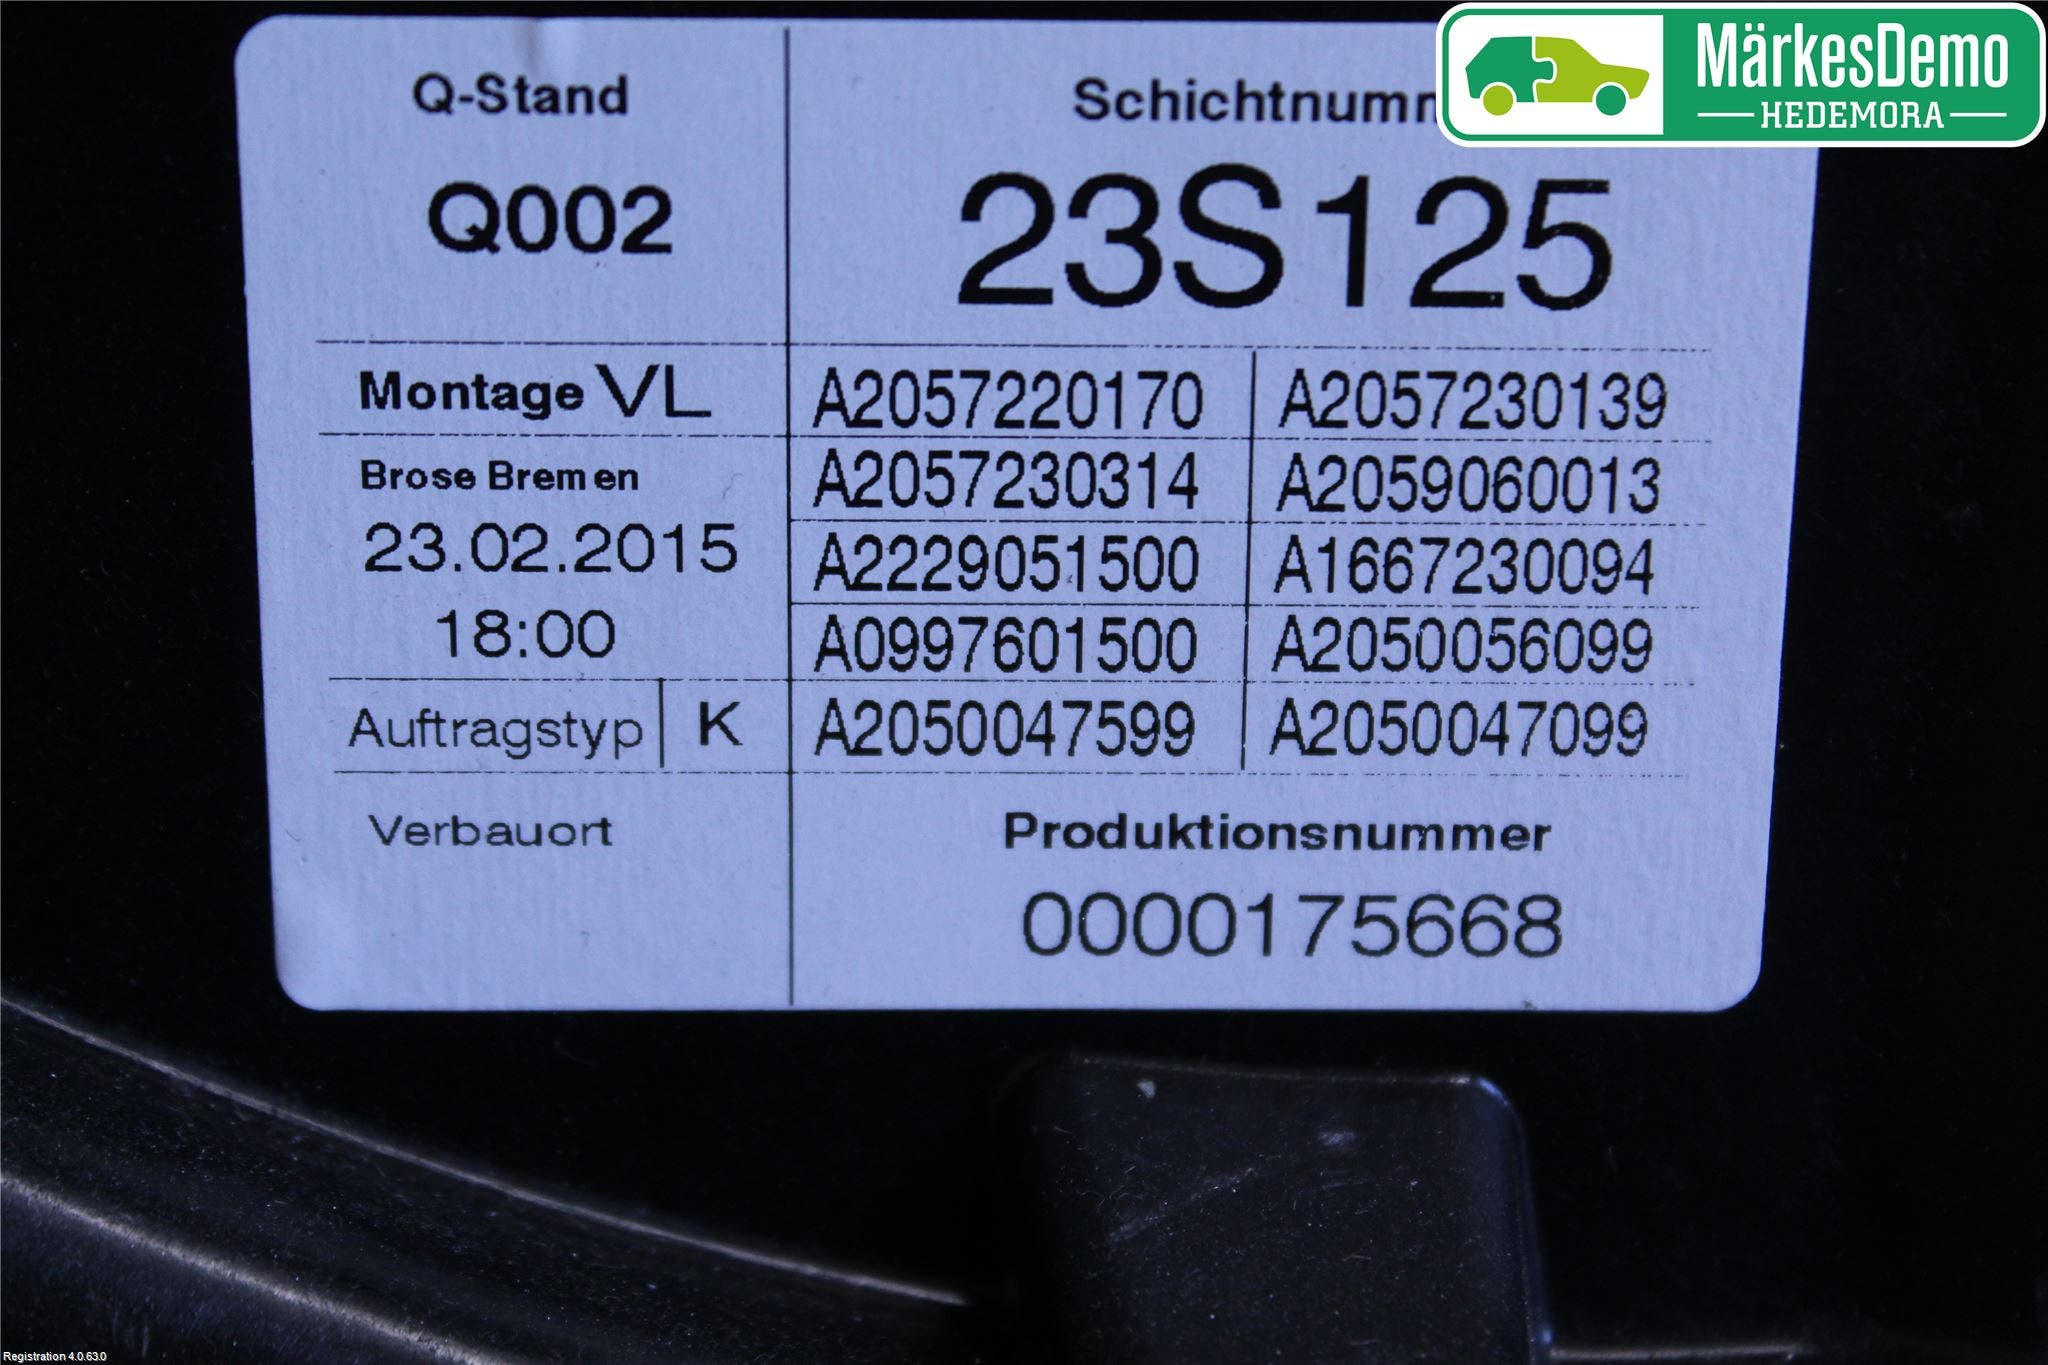 MärkesDemo
HEDEMORA
Q-Stand
Q002
Schichtnumm
23S125
Montage VL
Brose Bremen
23.02.2015
18:00
Auftragstyp K
Verbauort
A2057220170 A2057230139
A2057230314 A2059060013
A2229051500 A1667230094
A0997601500 A2050056099
A2050047599 A2050047099
Produktionsnummer
0000175668
Registration 4.0.63.0